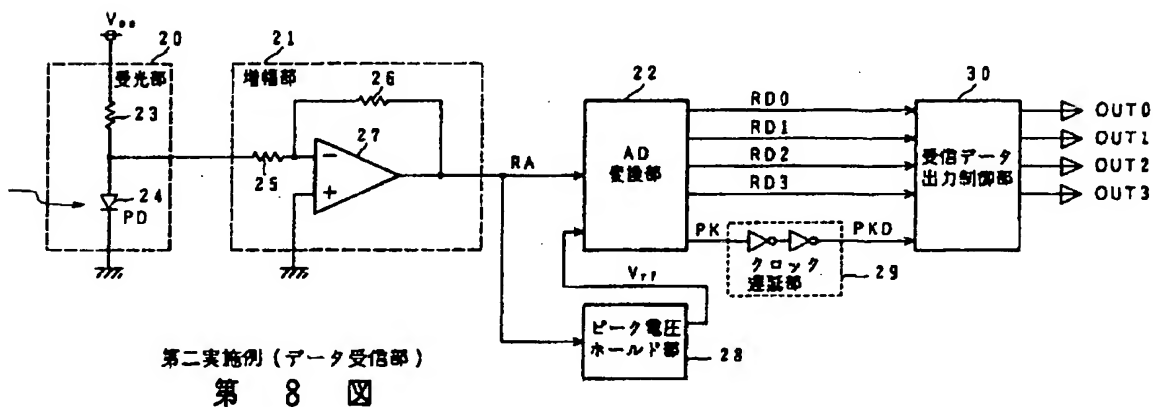 20
受光部
23
24
PD
21
増幅部
26
25
27
−
+
RA
22
AD
変換部
RD0
RD1
RD2
RD3
PK
PKD
クロック
遅延部
29
Vrf
ピーク電圧
ホールド部
28
30
受信データ
出力制御部
OUT0
OUT1
OUT2
OUT3
第二実施例(データ受信部)
第 8 図